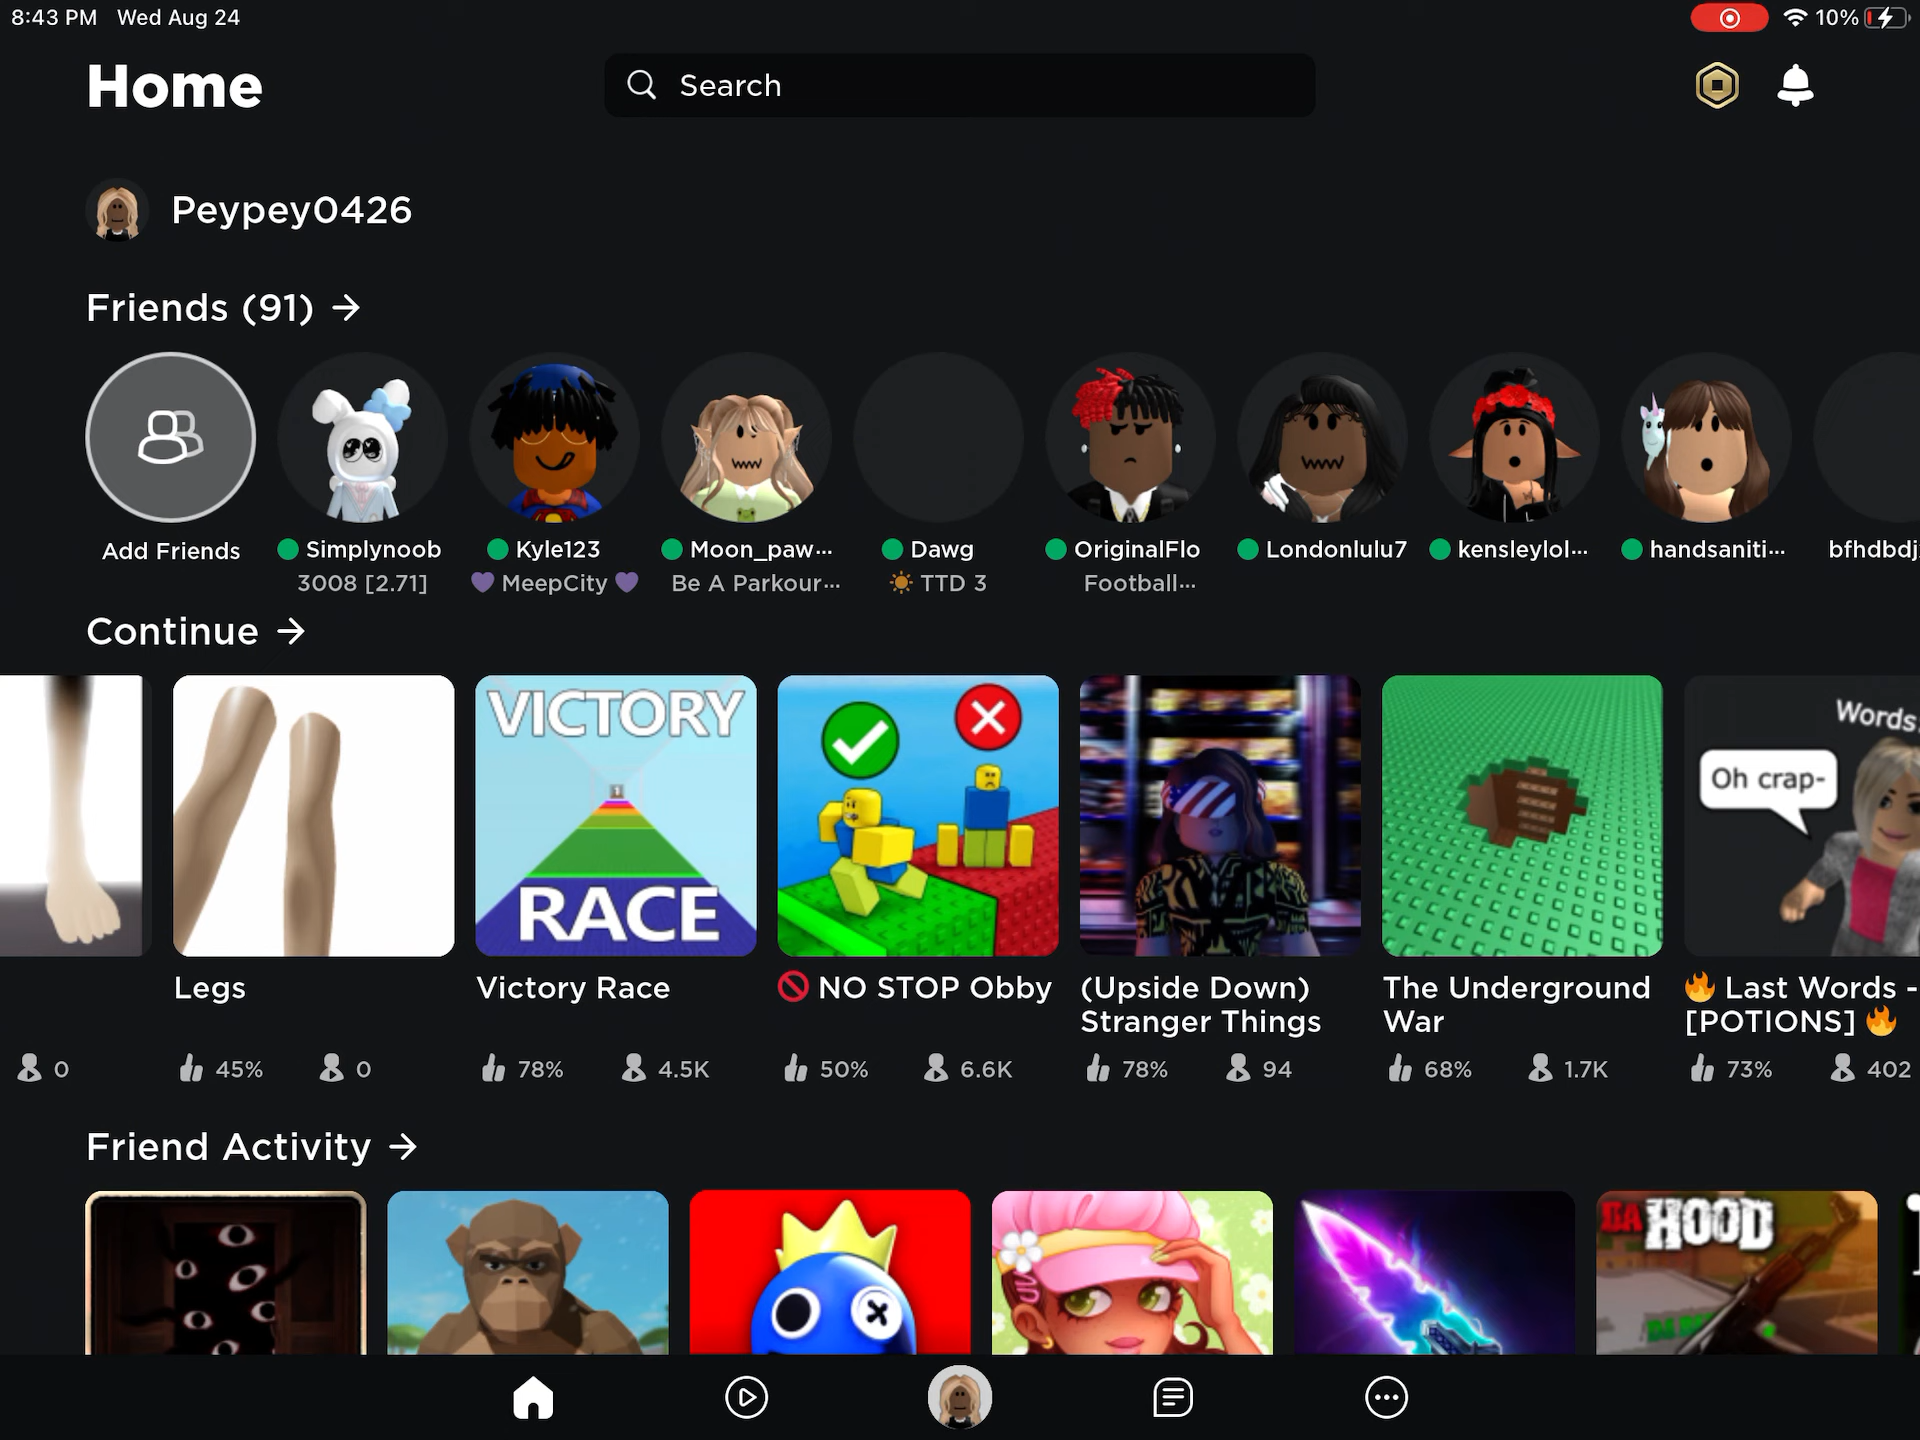 8:43 PM Wed Aug 24
10%
Home
Search
Peypey0426
Friends (91) →
Add Friends
Simplynoob
3008 [2.71]
Kyle123
💜 MeepCity 💜
Moon_paw...
Be A Parkour...
Dawg
☀ TTD 3
OriginalFlo
Football...
Londonlulu7
kensleylol...
handsaniti...
bfhdbdj
Continue →
VICTORY
RACE
Words
Oh crap-
Legs
Victory Race
🚫 NO STOP Obby
(Upside Down)
Stranger Things
The Underground
War
🔥 Last Words -
[POTIONS] 🔥
0
45% 0
78% 4.5K
50% 6.6K
78% 94
68% 1.7K
73% 402
Friend Activity →
DA HOOD